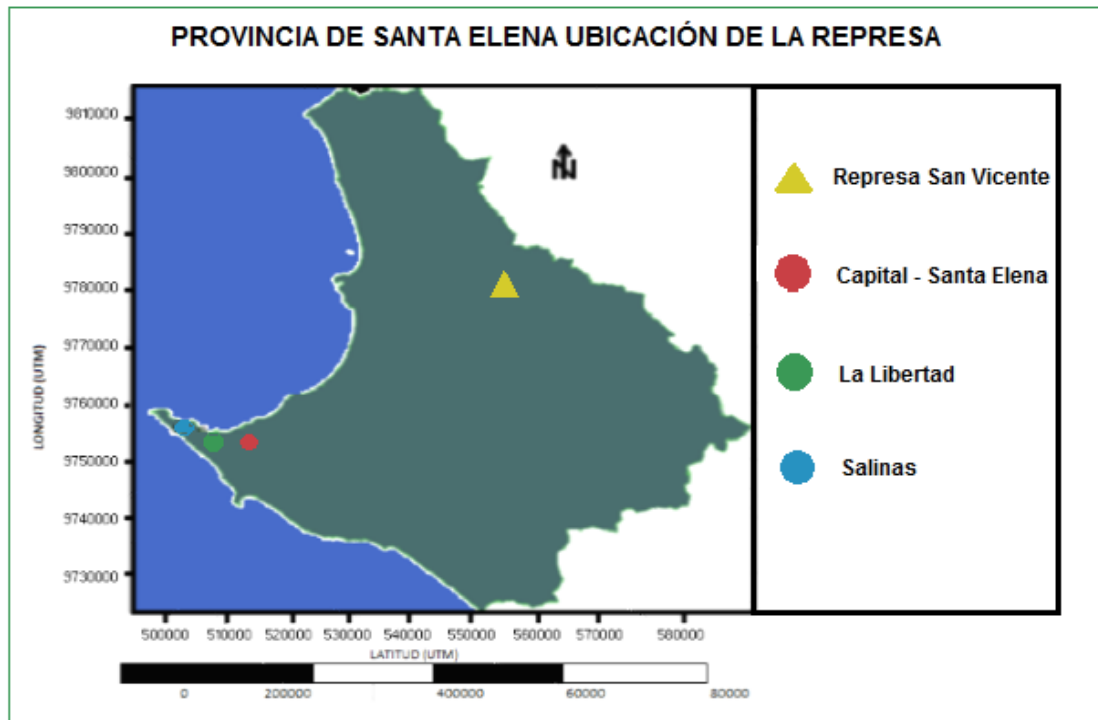 PROVINCIA DE SANTA ELENA UBICACIÓN DE LA REPRESA
9810000
9800000
9790000
9780000
9770000
9760000
9750000
9740000
9730000
LONGITUD (UTM)
N
500000 510000 520000 530000 540000 550000 560000 570000 580000
LATITUD (UTM)
0 200000 400000 60000 80000
Represa San Vicente
Capital - Santa Elena
La Libertad
Salinas